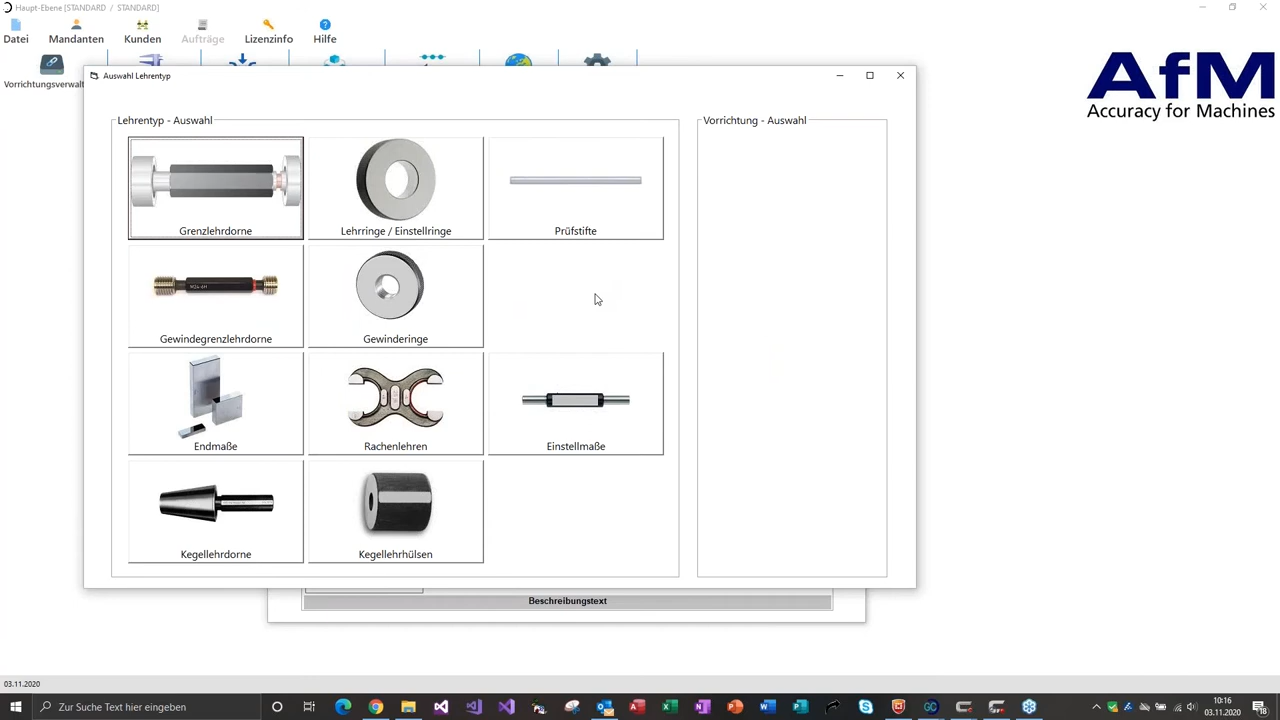 Haupt-Ebene [STANDARD / STANDARD]
Datei Mandanten Kunden Aufträge Lizenzinfo Hilfe
AfM
Accuracy for Machines
Vorrichtungsverwalt
Auswahl Lehrentyp
Lehrentyp - Auswahl
Vorrichtung - Auswahl
Grenzlehrdorne
Lehrringe / Einstellringe
Prüfstifte
Gewindegrenzlehrdorne
Gewinderinge
Endmaße
Rachenlehren
Einstellmaße
Kegellehrdorne
Kegellehrhülsen
Beschreibungstext
03.11.2020
Zur Suche Text hier eingeben
10:16
03.11.2020
18